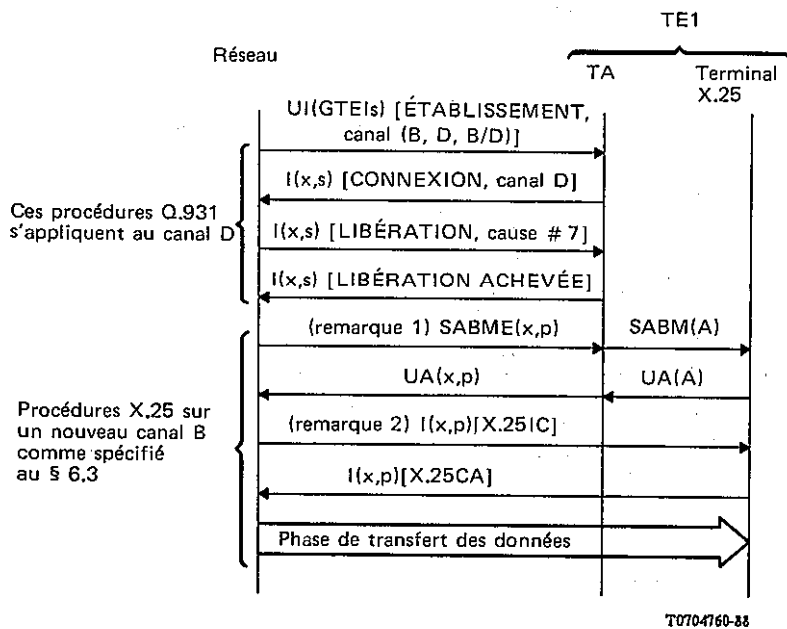 TE1
Réseau
TA
Terminal
X.25
UI(GTEIs) [ÉTABLISSEMENT,
canal (B, D, B/D)]
I(x,s) [CONNEXION, canal D]
Ces procédures Q.931
s'appliquent au canal D
I(x,s) [LIBÉRATION, cause # 7]
I(x,s) [LIBÉRATION ACHEVÉE]
(remarque 1) SABME(x,p)
SABM(A)
UA(x,p)
UA(A)
Procédures X.25 sur
un nouveau canal B
comme spécifié
au § 6.3
(remarque 2) I(x,p)[X.25IC]
I(x,p)[X.25CA]
Phase de transfert des données
T0704760-88